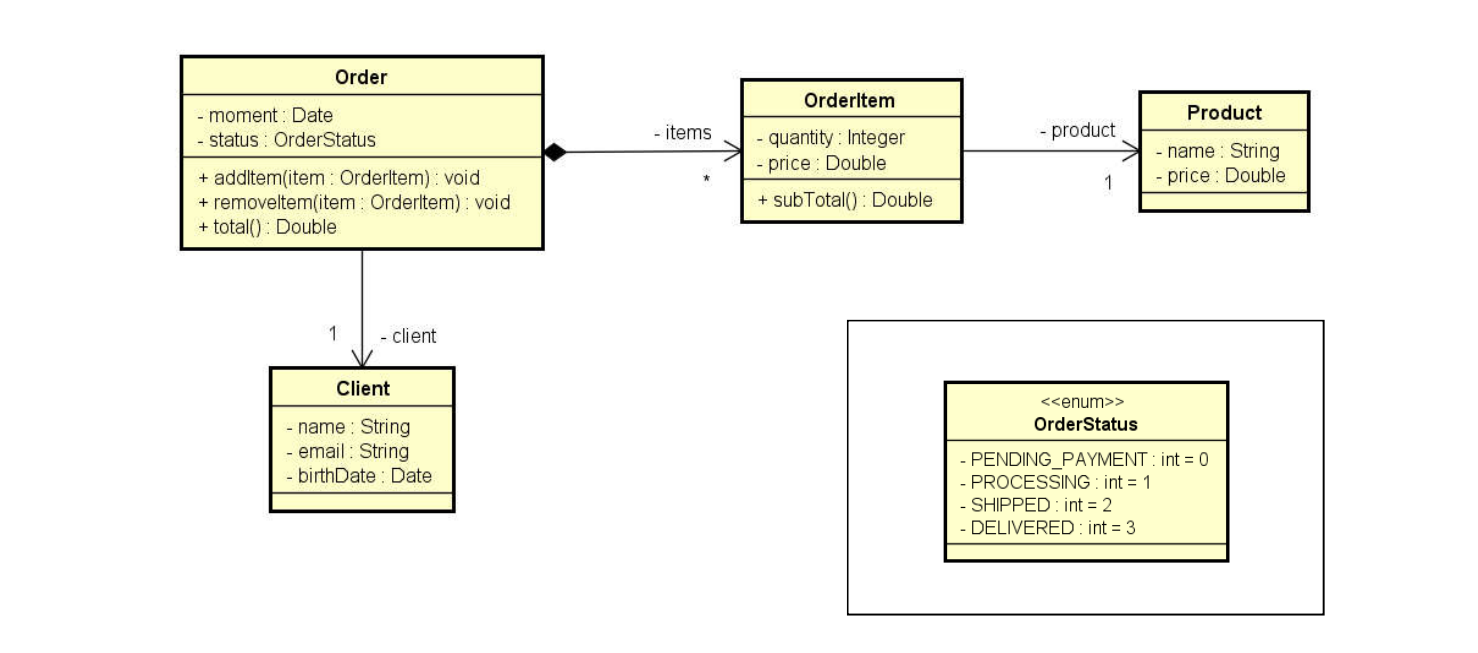 Order
- moment : Date
- status : OrderStatus
+ addItem(item : OrderItem) : void
+ removeItem(item : OrderItem) : void
+ total() : Double
- items
*
OrderItem
- quantity : Integer
- price : Double
+ subTotal() : Double
- product
1
Product
- name : String
- price : Double
1
- client
Client
- name : String
- email : String
- birthDate : Date
<<enum>>
OrderStatus
- PENDING_PAYMENT : int = 0
- PROCESSING : int = 1
- SHIPPED : int = 2
- DELIVERED : int = 3